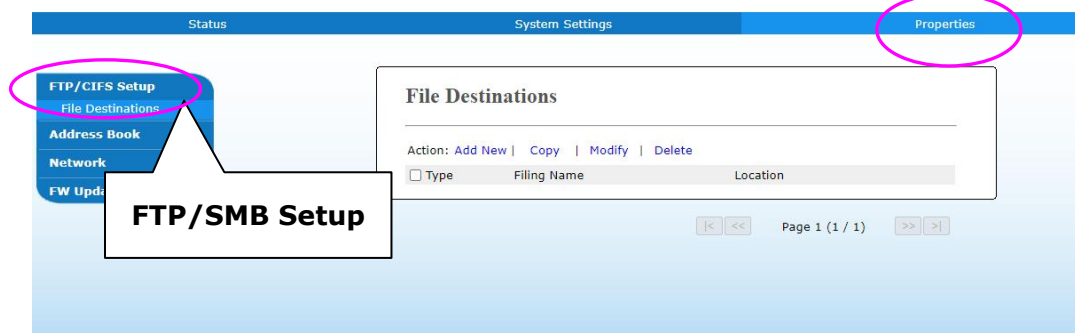 Status System Settings Properties
FTP/CIFS Setup
File Destinations
Address Book
Network
FW Upda
FTP/SMB Setup
File Destinations
Action: Add New | Copy | Modify | Delete
Type Filing Name Location
|< << Page 1 (1 / 1) >> >|